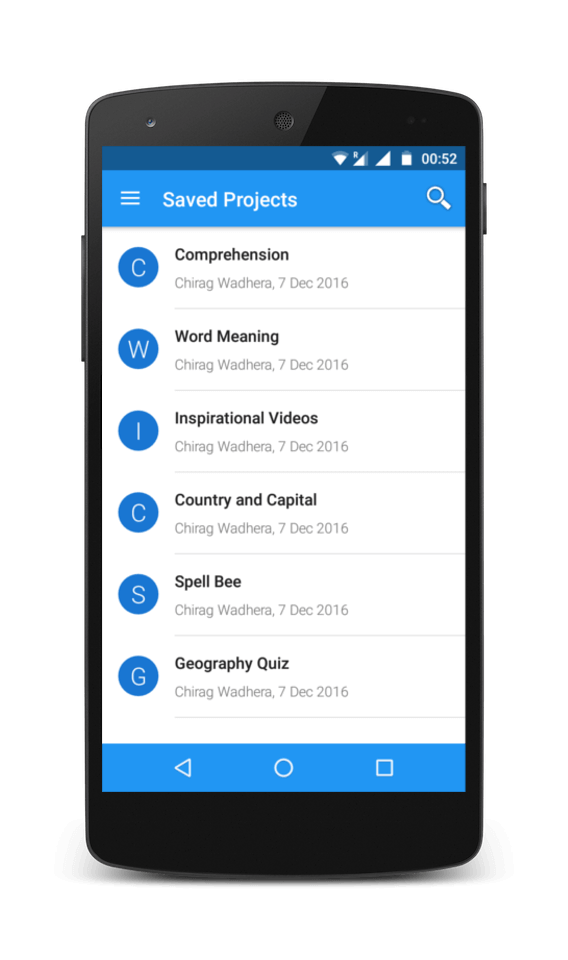 R 00:52
Saved Projects
C
Comprehension
Chirag Wadhera, 7 Dec 2016
W
Word Meaning
Chirag Wadhera, 7 Dec 2016
I
Inspirational Videos
Chirag Wadhera, 7 Dec 2016
C
Country and Capital
Chirag Wadhera, 7 Dec 2016
S
Spell Bee
Chirag Wadhera, 7 Dec 2016
G
Geography Quiz
Chirag Wadhera, 7 Dec 2016